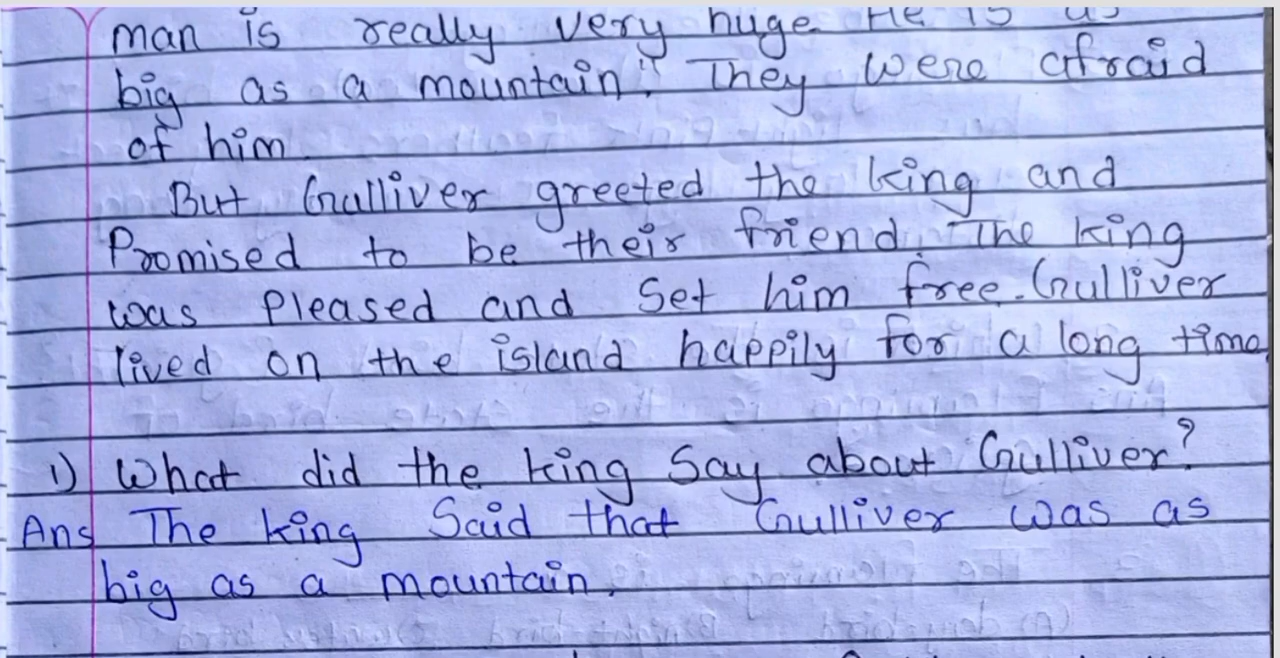 man is really very huge. He is as
big as a mountain." They were afraid
of him.
But Gulliver greeted the king and
Promised to be their friend. The king
was pleased and set him free. Gulliver
lived on the island happily for a long time
1) What did the king say about Gulliver?
Ans The king said that Gulliver was as
big as a mountain.